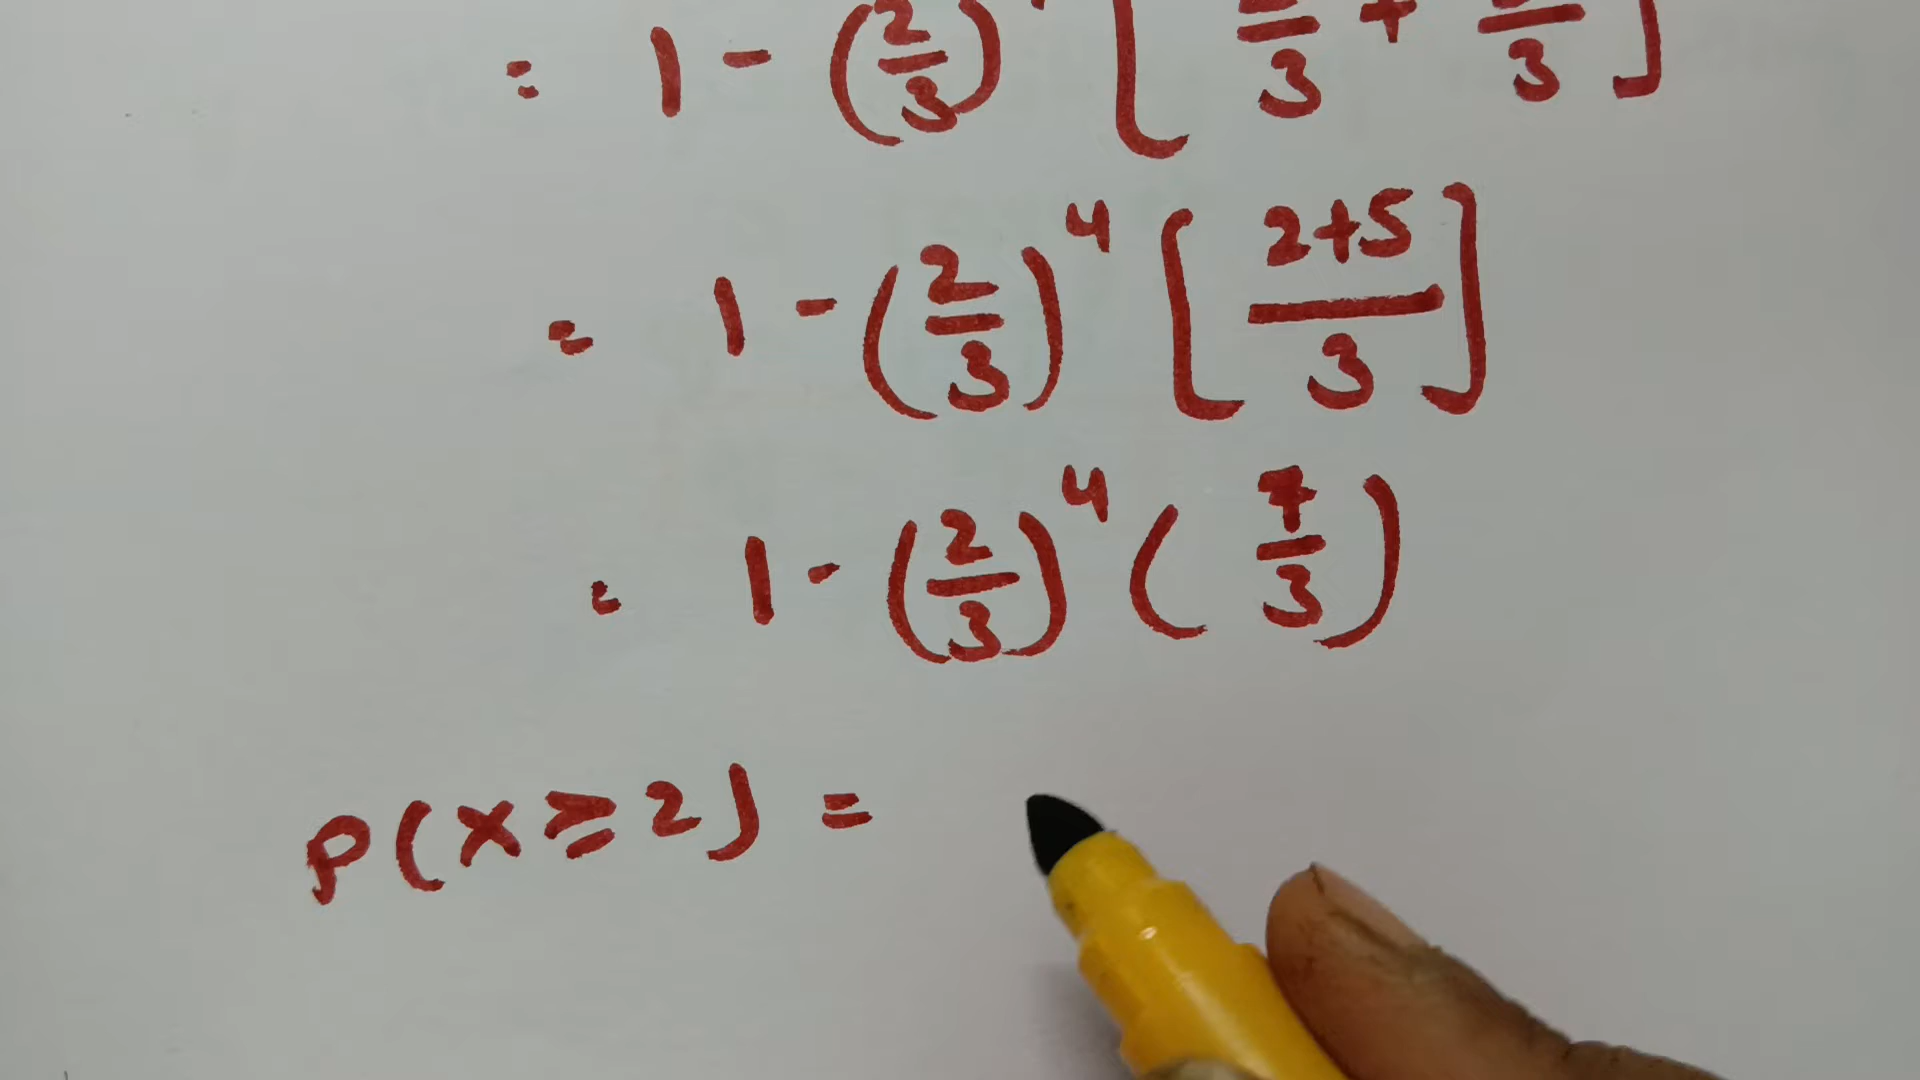 = 1 - (2/3) [ /3 + /3 ]
= 1 - (2/3)^4 [ (2+5)/3 ]
= 1 - (2/3)^4 ( 7/3 )
P(X ≥ 2) =